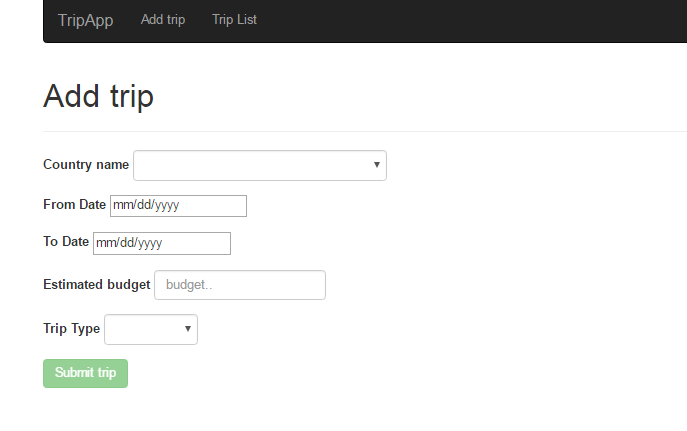 TripApp Add trip Trip List
Add trip
Country name
From Date mm/dd/yyyy
To Date mm/dd/yyyy
Estimated budget budget..
Trip Type
Submit trip